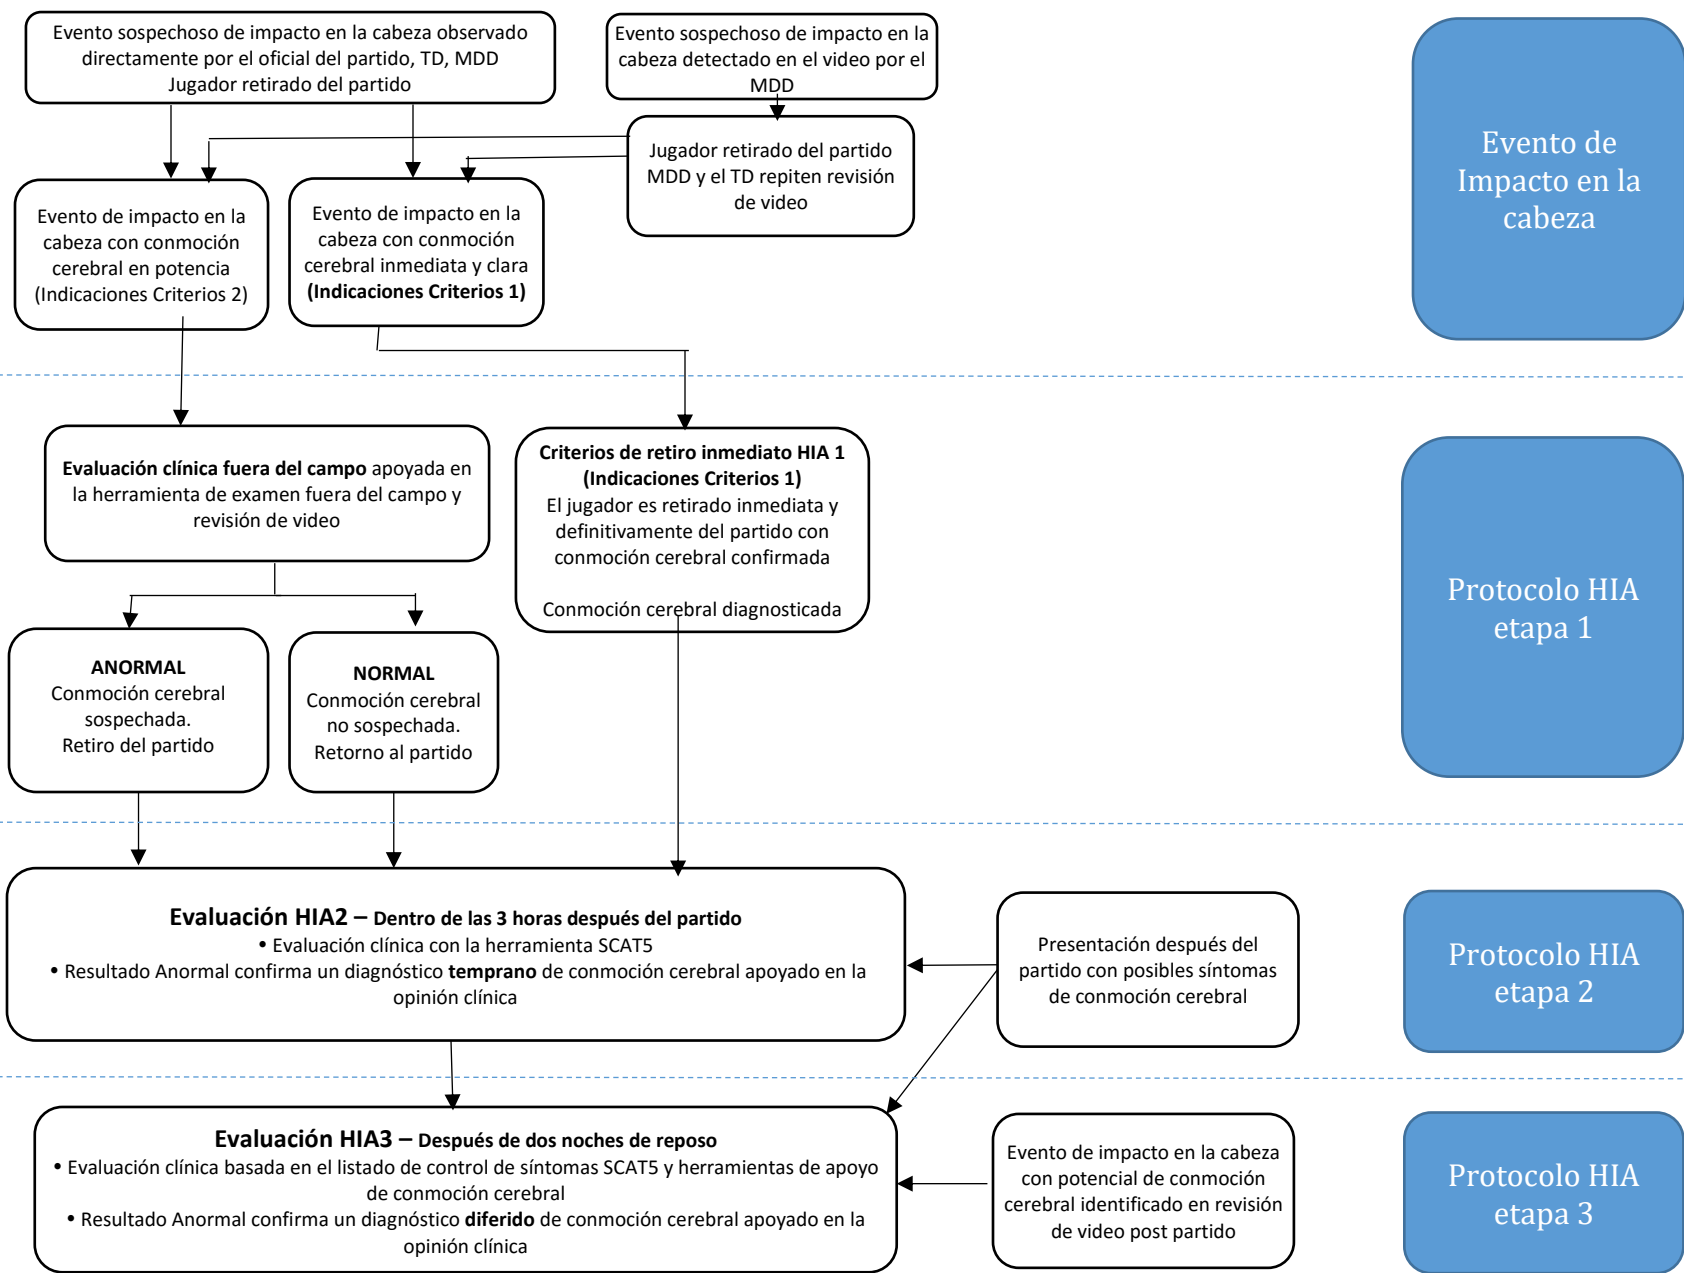 Evento sospechoso de impacto en la cabeza observado
directamente por el oficial del partido, TD, MDD
Jugador retirado del partido
Evento sospechoso de impacto en la
cabeza detectado en el video por el
MDD
Evento de
Impacto en la
cabeza
Jugador retirado del partido
MDD y el TD repiten revisión
de video
Evento de impacto en la
cabeza con conmoción
cerebral en potencia
(Indicaciones Criterios 2)
Evento de impacto en la
cabeza con conmoción
cerebral inmediata y clara
(Indicaciones Criterios 1)
Evaluación clínica fuera del campo apoyada en
la herramienta de examen fuera del campo y
revisión de video
Criterios de retiro inmediato HIA 1
(Indicaciones Criterios 1)
El jugador es retirado inmediata y
definitivamente del partido con
conmoción cerebral confirmada
Conmoción cerebral diagnosticada
Protocolo HIA
etapa 1
ANORMAL
Conmoción cerebral
sospechada.
Retiro del partido
NORMAL
Conmoción cerebral
no sospechada.
Retorno al partido
Evaluación HIA2 – Dentro de las 3 horas después del partido
• Evaluación clínica con la herramienta SCAT5
• Resultado Anormal confirma un diagnóstico temprano de conmoción cerebral apoyado en la
opinión clínica
Presentación después del
partido con posibles síntomas
de conmoción cerebral
Protocolo HIA
etapa 2
Evaluación HIA3 – Después de dos noches de reposo
• Evaluación clínica basada en el listado de control de síntomas SCAT5 y herramientas de apoyo
de conmoción cerebral
• Resultado Anormal confirma un diagnóstico diferido de conmoción cerebral apoyado en la
opinión clínica
Evento de impacto en la cabeza
con potencial de conmoción
cerebral identificado en revisión
de video post partido
Protocolo HIA
etapa 3